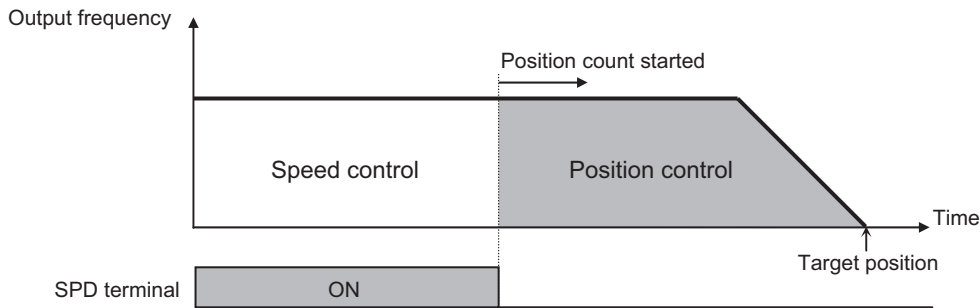 Output frequency
Position count started
Speed control
Position control
Time
Target position
SPD terminal
ON